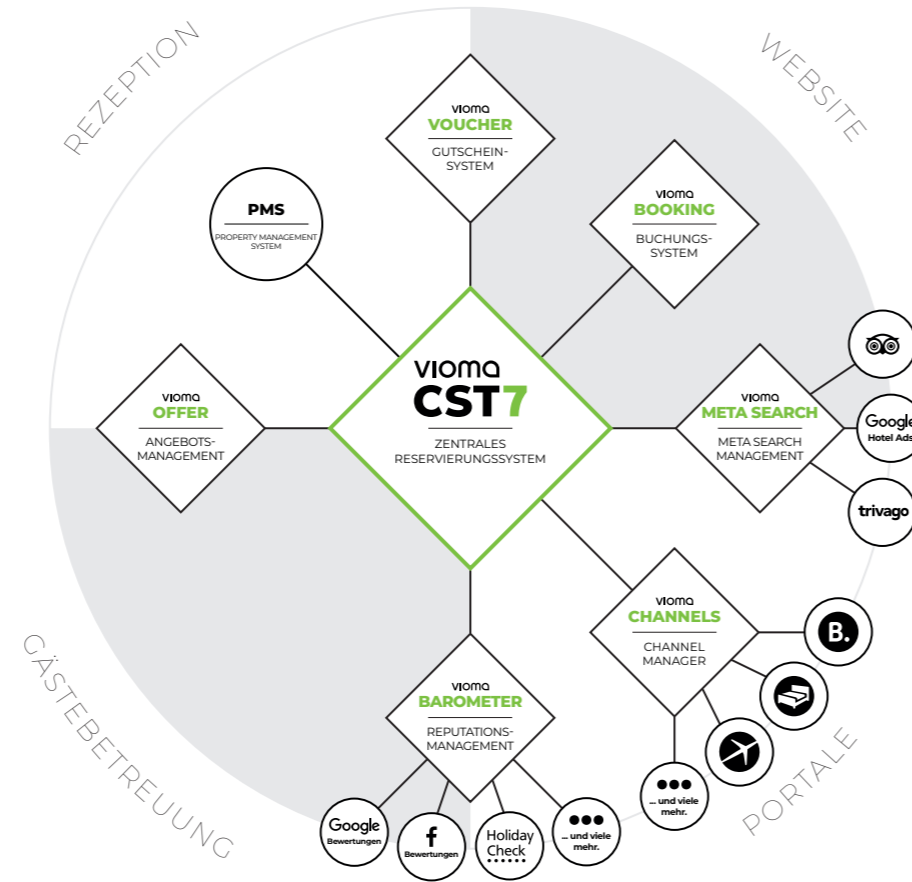 REZEPTION
WEBSITE
VIOMA
VOUCHER
GUTSCHEIN-
SYSTEM
PMS
PROPERTY MANAGEMENT
SYSTEM
VIOMA
BOOKING
BUCHUNGS-
SYSTEM
VIOMA
CST7
ZENTRALES
RESERVIERUNGSSYSTEM
VIOMA
OFFER
ANGEBOTS-
MANAGEMENT
VIOMA
META SEARCH
META SEARCH
MANAGEMENT
Google
Hotel Ads
trivago
VIOMA
CHANNELS
CHANNEL
MANAGER
B.
... und viele
mehr.
VIOMA
BAROMETER
REPUTATIONS-
MANAGEMENT
Google
Bewertungen
f
Bewertungen
Holiday
Check
... und viele
mehr.
GÄSTEBETREUUNG
PORTALE